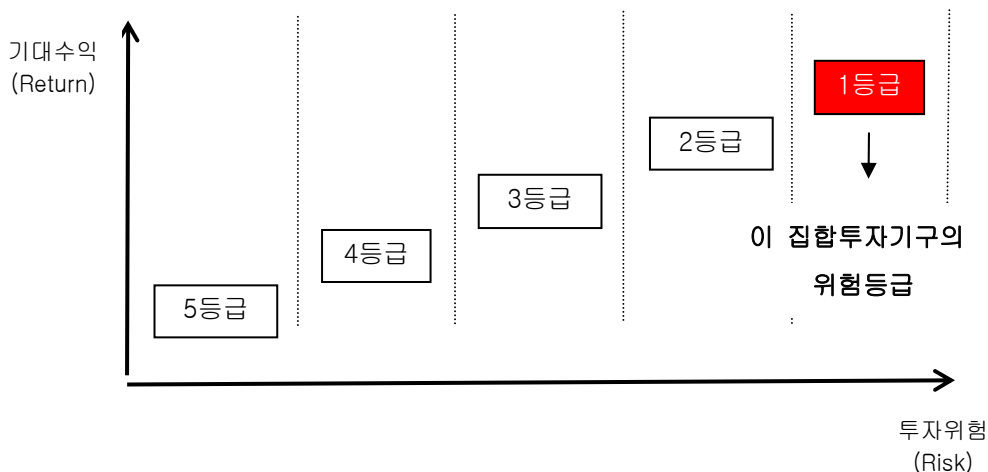 기대수익
(Return)
1등급
2등급
3등급
4등급
5등급
이 집합투자기구의
위험등급
투자위험
(Risk)